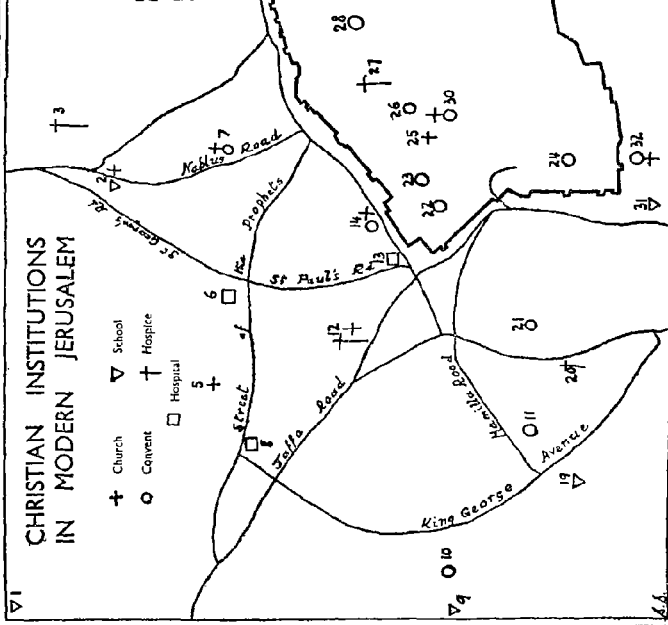 CHRISTIAN INSTITUTIONS
IN MODERN JERUSALEM
Church
School
Convent
Hospice
Hospital
St George's Rd
Nablus Road
Street of the Prophets
St Paul's Rd
Jaffa Road
Mamilla Road
King George Avenue
1
2
3
5
6
7
8
9
10
11
12
13
14
19
20
21
22
23
24
25
26
27
28
30
31
32